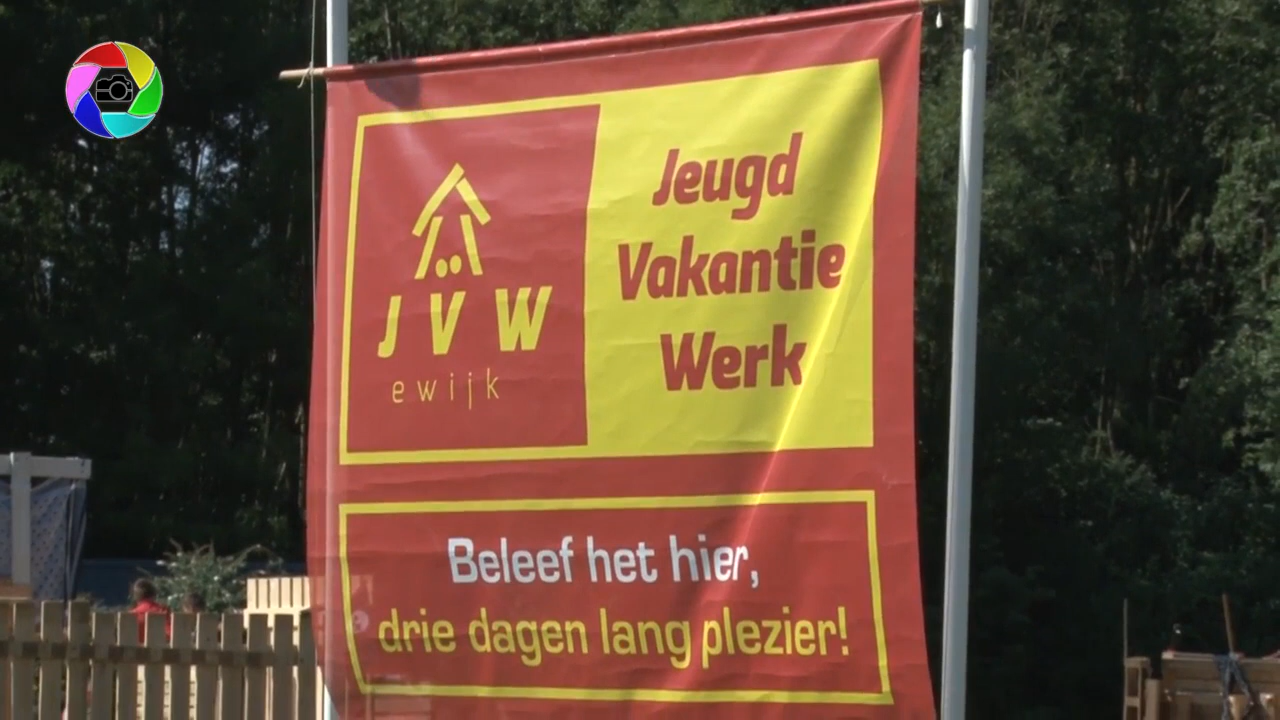 JVW
ewijk
Jeugd
Vakantie
Werk
Beleef het hier,
drie dagen lang plezier!